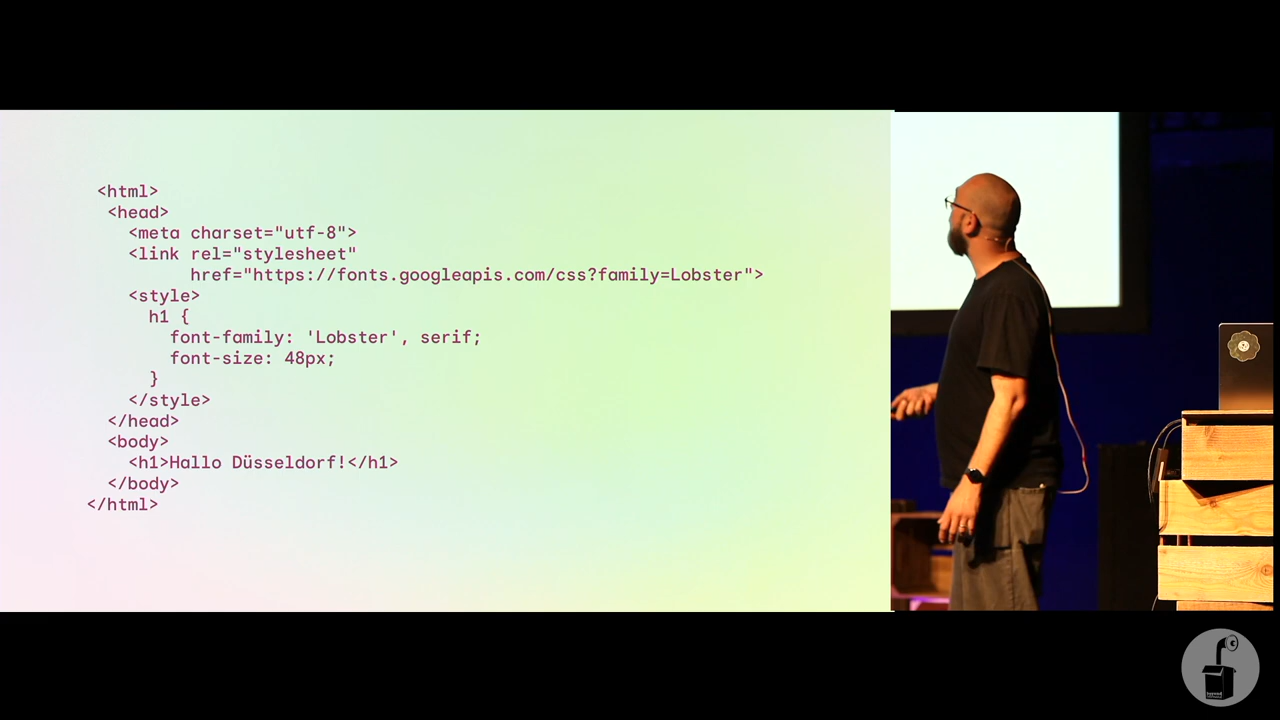 <html>
<head>
<meta charset="utf-8">
<link rel="stylesheet"
href="https://fonts.googleapis.com/css?family=Lobster">
<style>
h1 {
font-family: 'Lobster', serif;
font-size: 48px;
}
</style>
</head>
<body>
<h1>Hallo Düsseldorf!</h1>
</body>
</html>